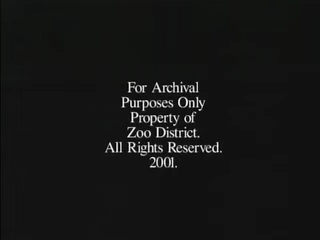 For Archival
Purposes Only
Property of
Zoo District.
All Rights Reserved.
2001.